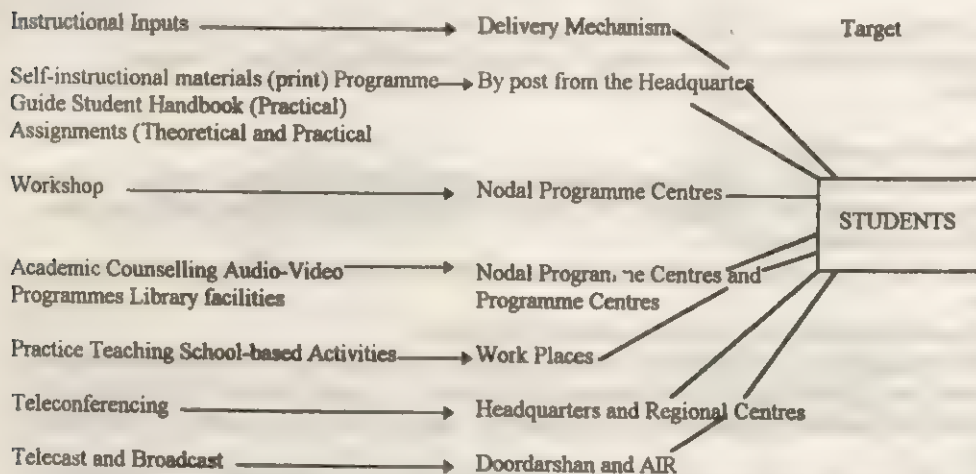 Instructional Inputs Delivery Mechanism Target
Self-instructional materials (print) Programme By post from the Headquartes
Guide Student Handbook (Practical)
Assignments (Theoretical and Practical
Workshop Nodal Programme Centres
STUDENTS
Academic Counselling Audio-Video Nodal Programme Centres and
Programmes Library facilities Programme Centres
Practice Teaching School-based Activities Work Places
Teleconferencing Headquarters and Regional Centres
Telecast and Broadcast Doordarshan and AIR